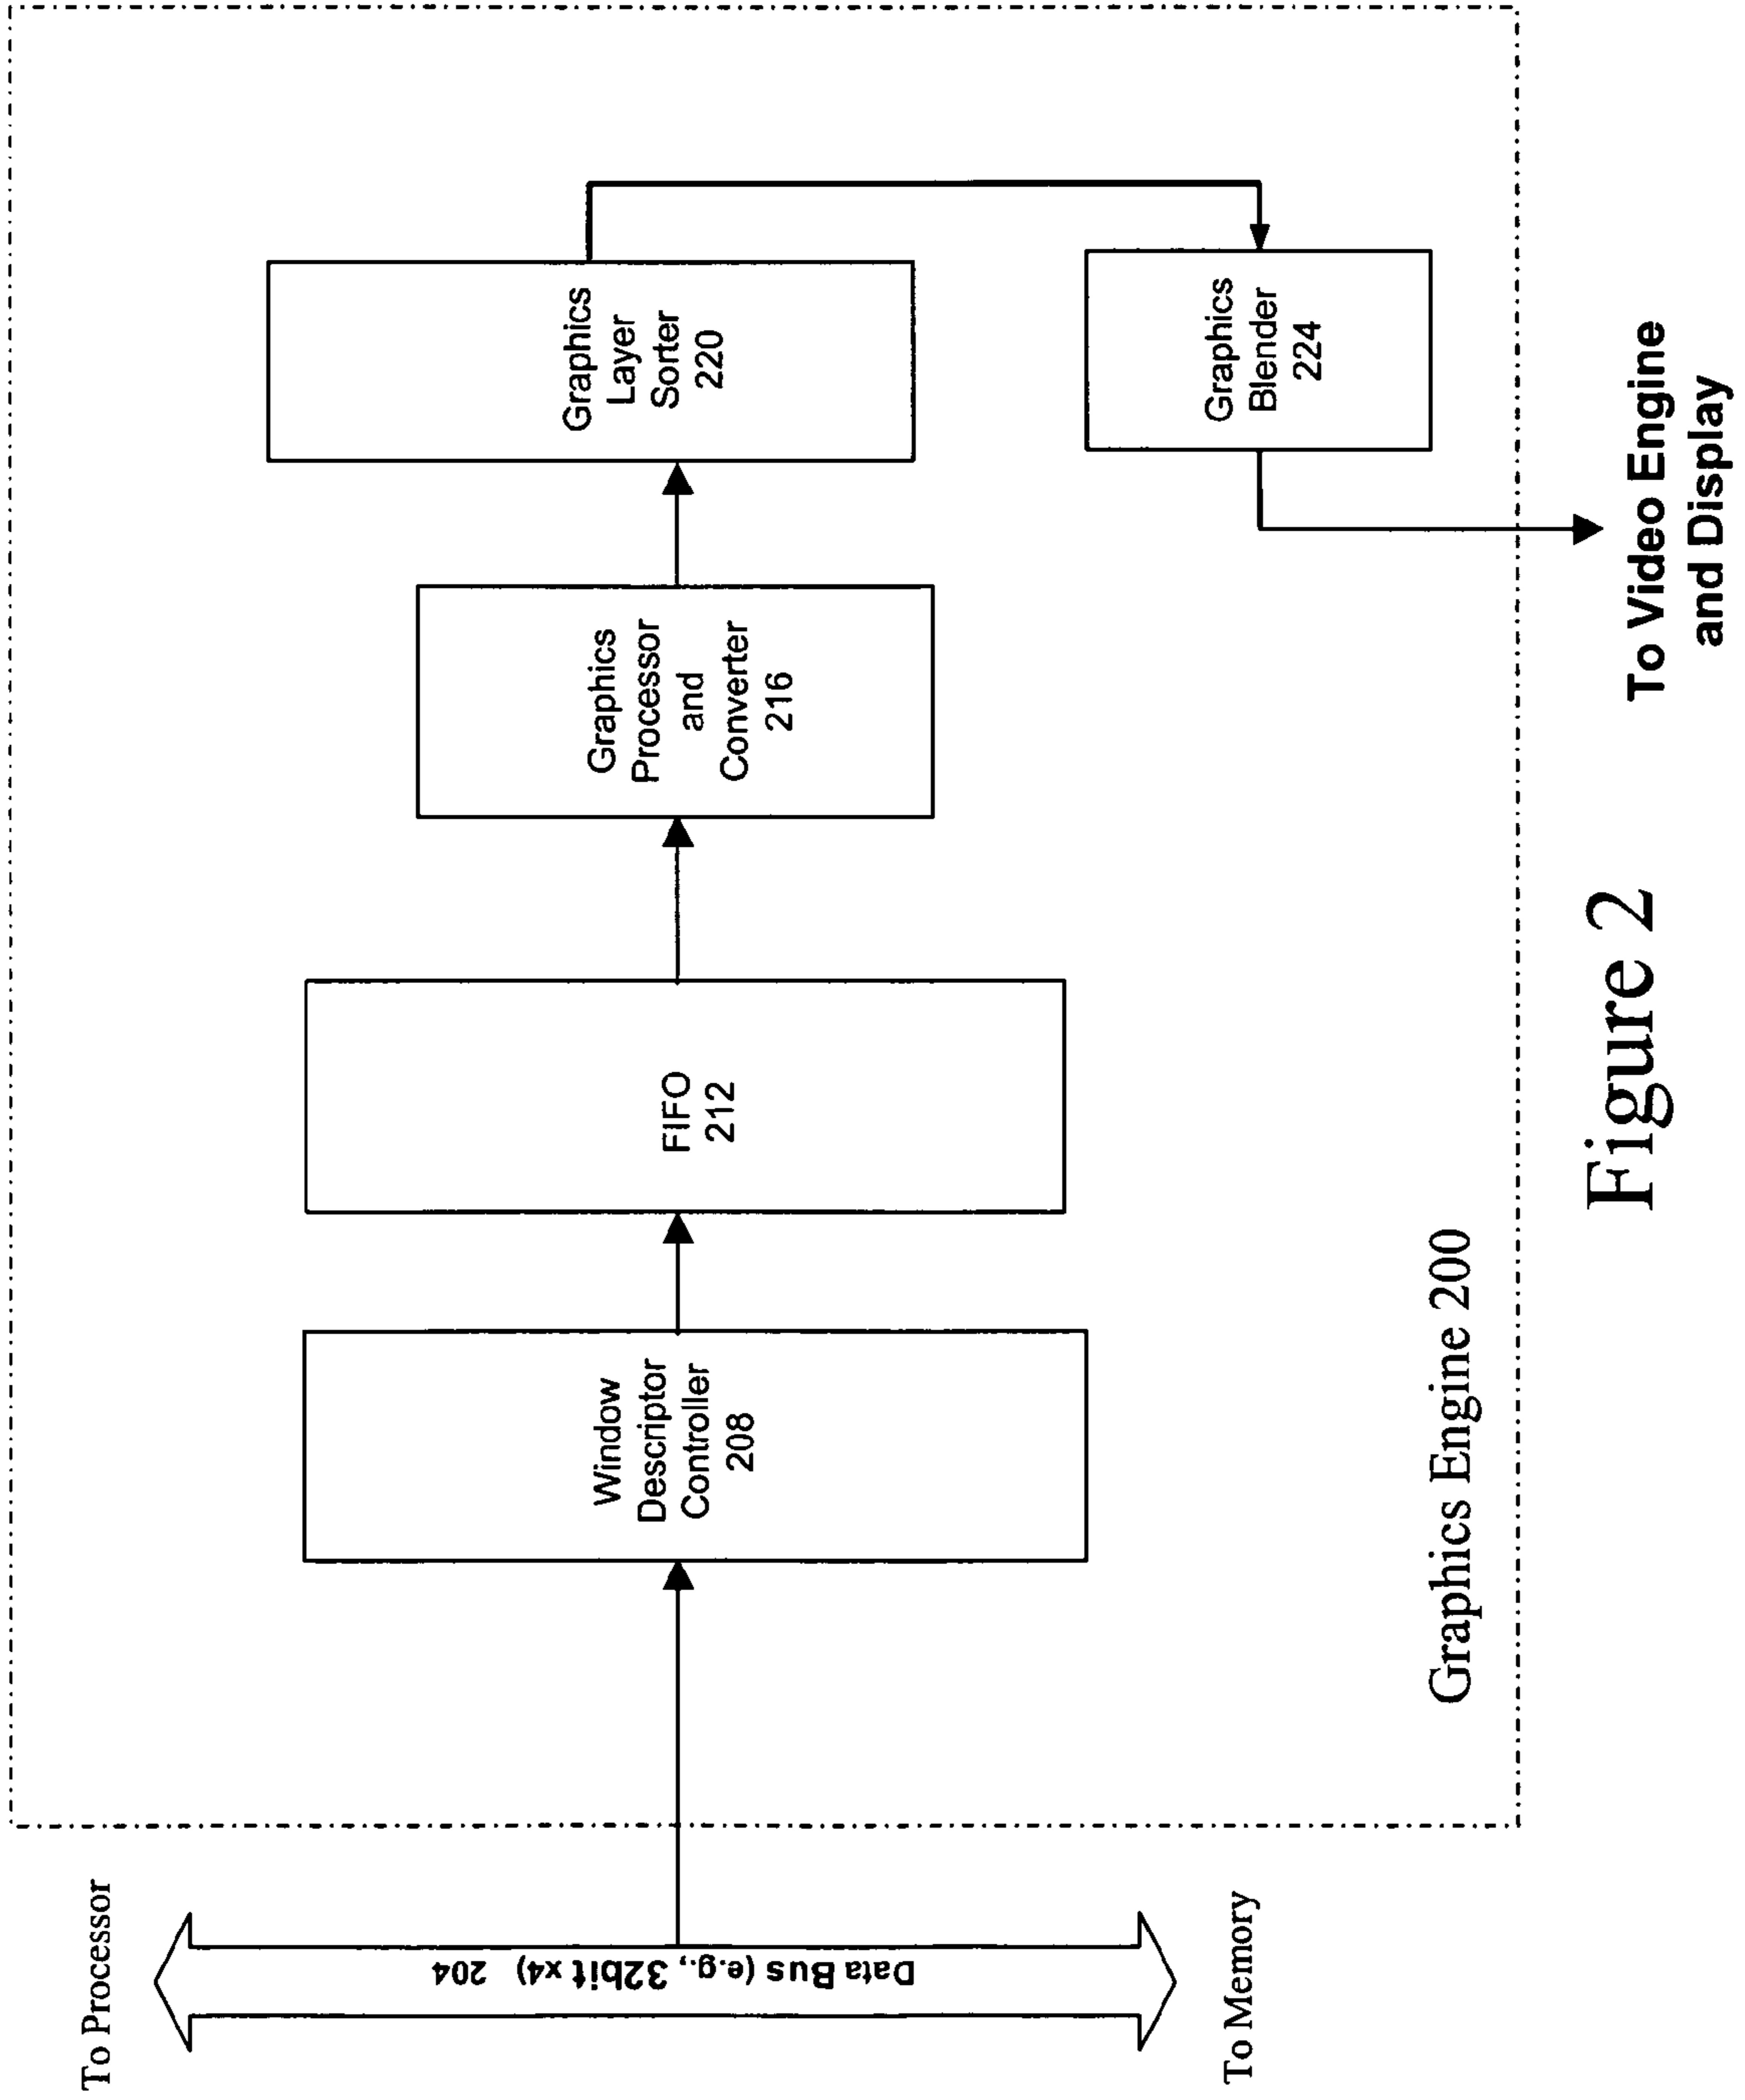 To Processor
Data Bus (e.g., 32bit x4) 204
To Memory
Window
Descriptor
Controller
208
FIFO
212
Graphics
Processor
and
Converter
216
Graphics
Layer
Sorter
220
Graphics
Blender
224
Graphics Engine 200
To Video Engine
and Display
Figure 2